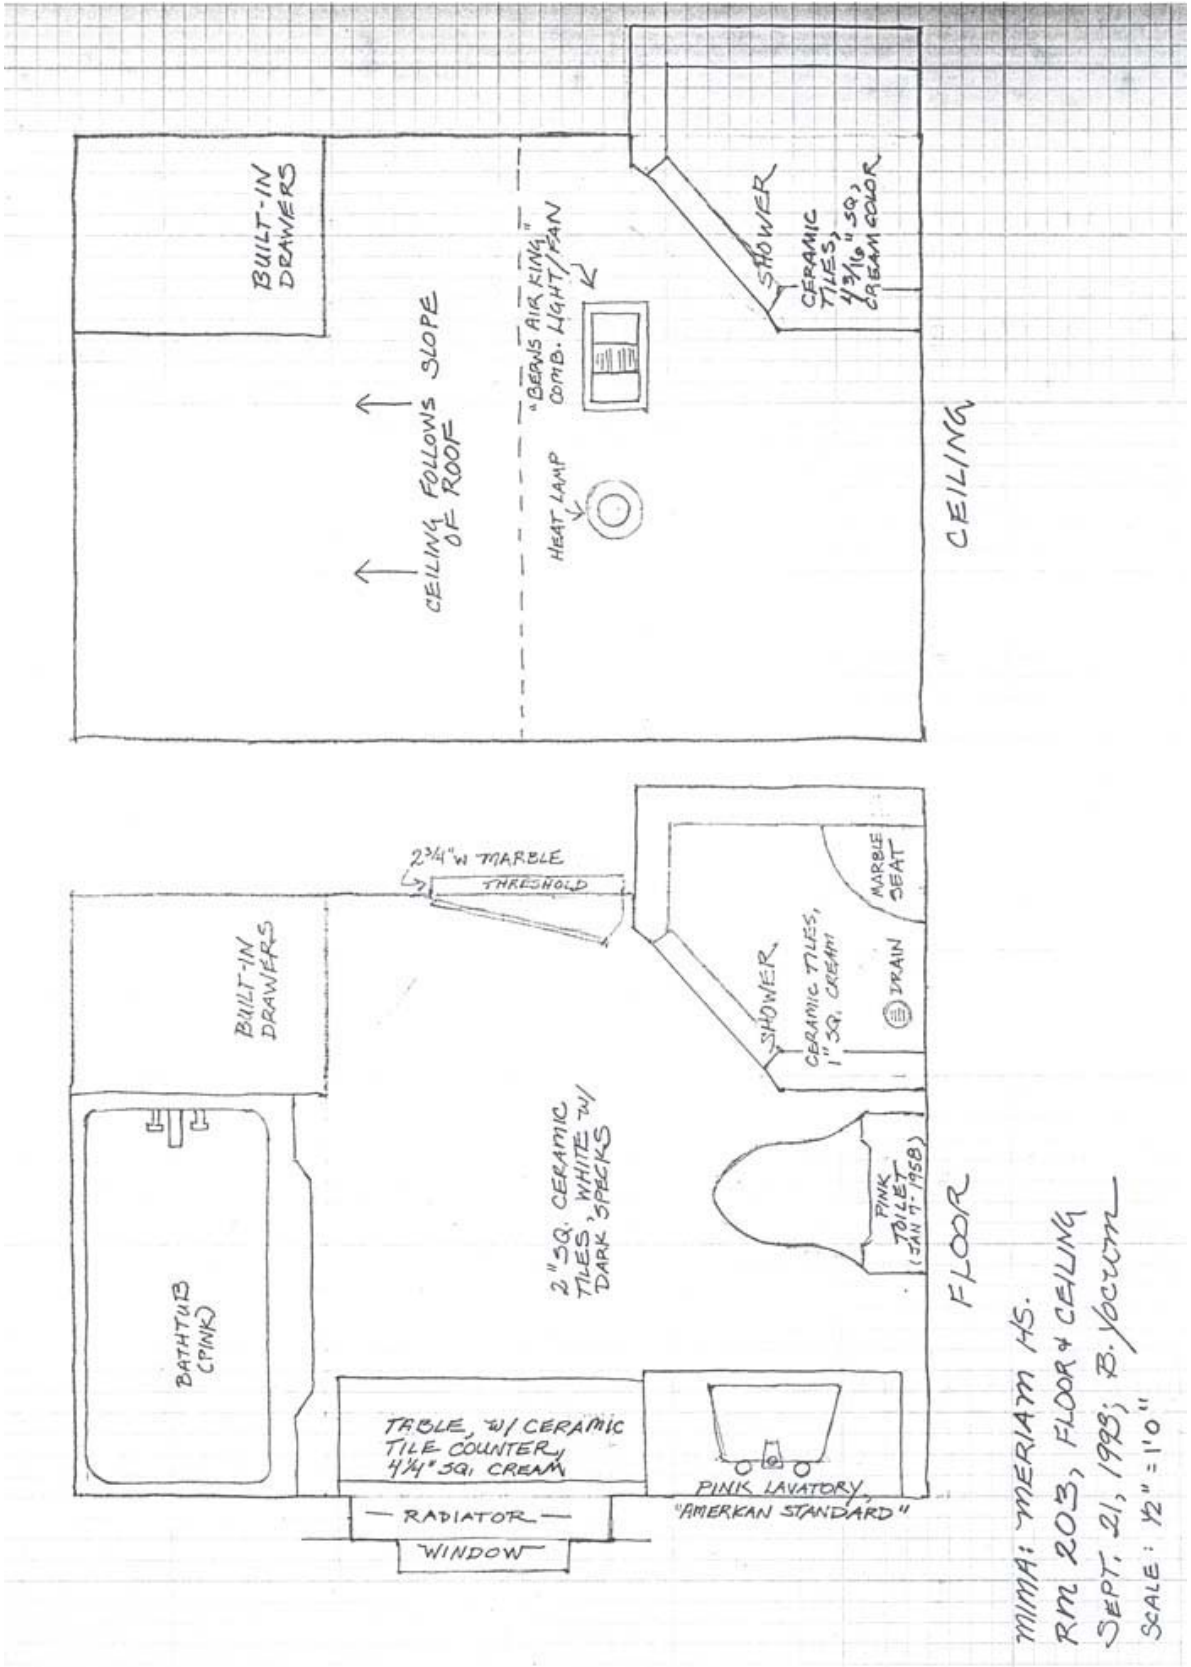 BUILT-IN
DRAWERS
CEILING FOLLOWS SLOPE
OF ROOF
"BERNS AIR KING"
COMB. LIGHT/FAN
HEAT LAMP
SHOWER
CERAMIC
TILES,
4 3/16" SQ,
CREAM COLOR
CEILING
2 3/4" W MARBLE
THRESHOLD
BUILT-IN
DRAWERS
BATHTUB
(PINK)
2" SQ. CERAMIC
TILES, WHITE W/
DARK SPECKS
SHOWER
CERAMIC TILES,
1" SQ. CREAM
MARBLE
SEAT
DRAIN
PINK
TOILET
(JAN 7-1958)
TABLE, W/ CERAMIC
TILE COUNTER,
4 1/4" SQ. CREAM
PINK LAVATORY,
"AMERICAN STANDARD"
RADIATOR
WINDOW
FLOOR
MIMA: MERIAM HS.
RM 203, FLOOR & CEILING
SEPT. 21, 1993; B. Yocum
SCALE: 1/2" = 1'0"